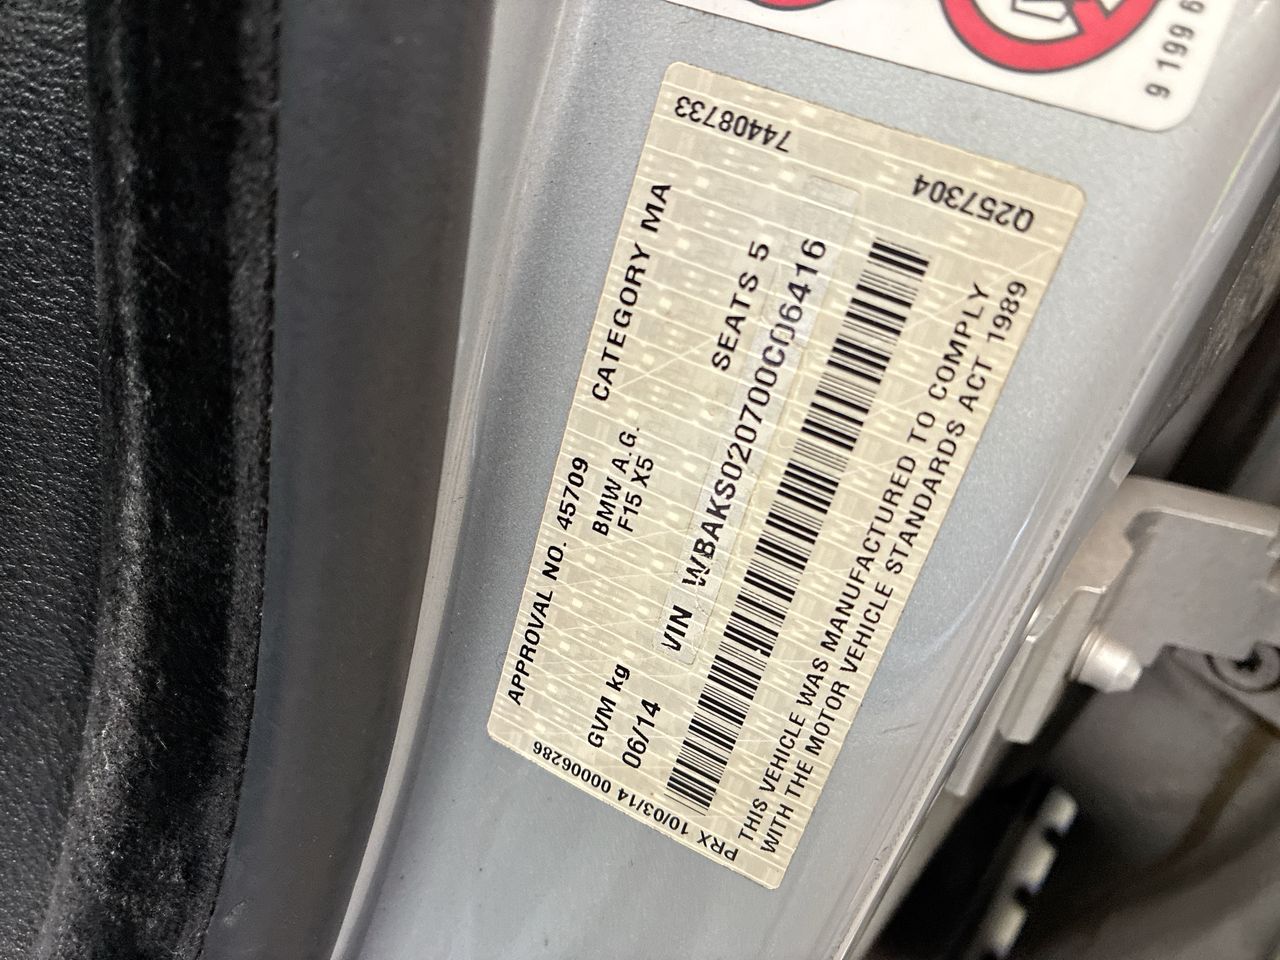 APPROVAL NO. 45709 CATEGORY MA
BMW A.G.
F15 X5
GVM kg SEATS 5
06/14
VIN WBAKS020700C06416
THIS VEHICLE WAS MANUFACTURED TO COMPLY
WITH THE MOTOR VEHICLE STANDARDS ACT 1989
PRX 10/03/14 00006286
74408733
Q257304
9 199 6